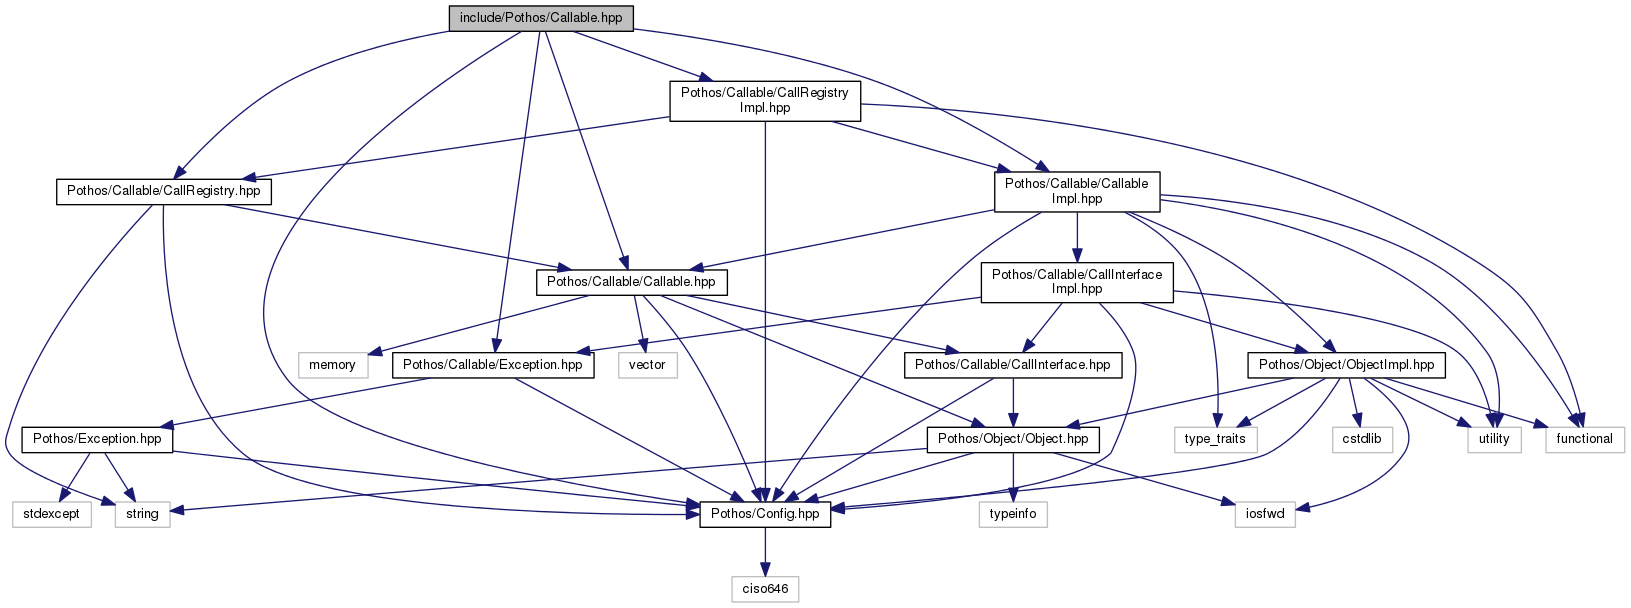 include/Pothos/Callable.hpp
Pothos/Callable/CallRegistry
Impl.hpp
Pothos/Callable/CallRegistry.hpp
Pothos/Callable/Callable
Impl.hpp
Pothos/Callable/Callable.hpp
Pothos/Callable/CallInterface
Impl.hpp
memory
Pothos/Callable/Exception.hpp
vector
Pothos/Callable/CallInterface.hpp
Pothos/Object/ObjectImpl.hpp
Pothos/Exception.hpp
Pothos/Object/Object.hpp
type_traits
cstdlib
utility
functional
stdexcept
string
Pothos/Config.hpp
typeinfo
iosfwd
ciso646